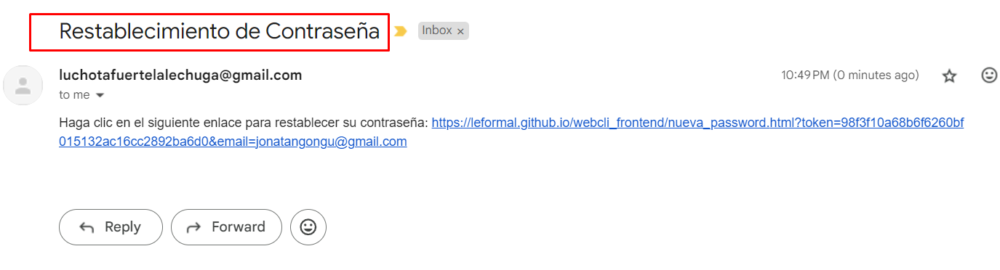 Restablecimiento de Contraseña Inbox ×
luchotafuertelalechuga@gmail.com 10:49 PM (0 minutes ago)
to me
Haga clic en el siguiente enlace para restablecer su contraseña: https://leformal.github.io/webcli_frontend/nueva_password.html?token=98f3f10a68b6f6260bf
015132ac16cc2892ba6d0&email=jonatangongu@gmail.com
Reply Forward